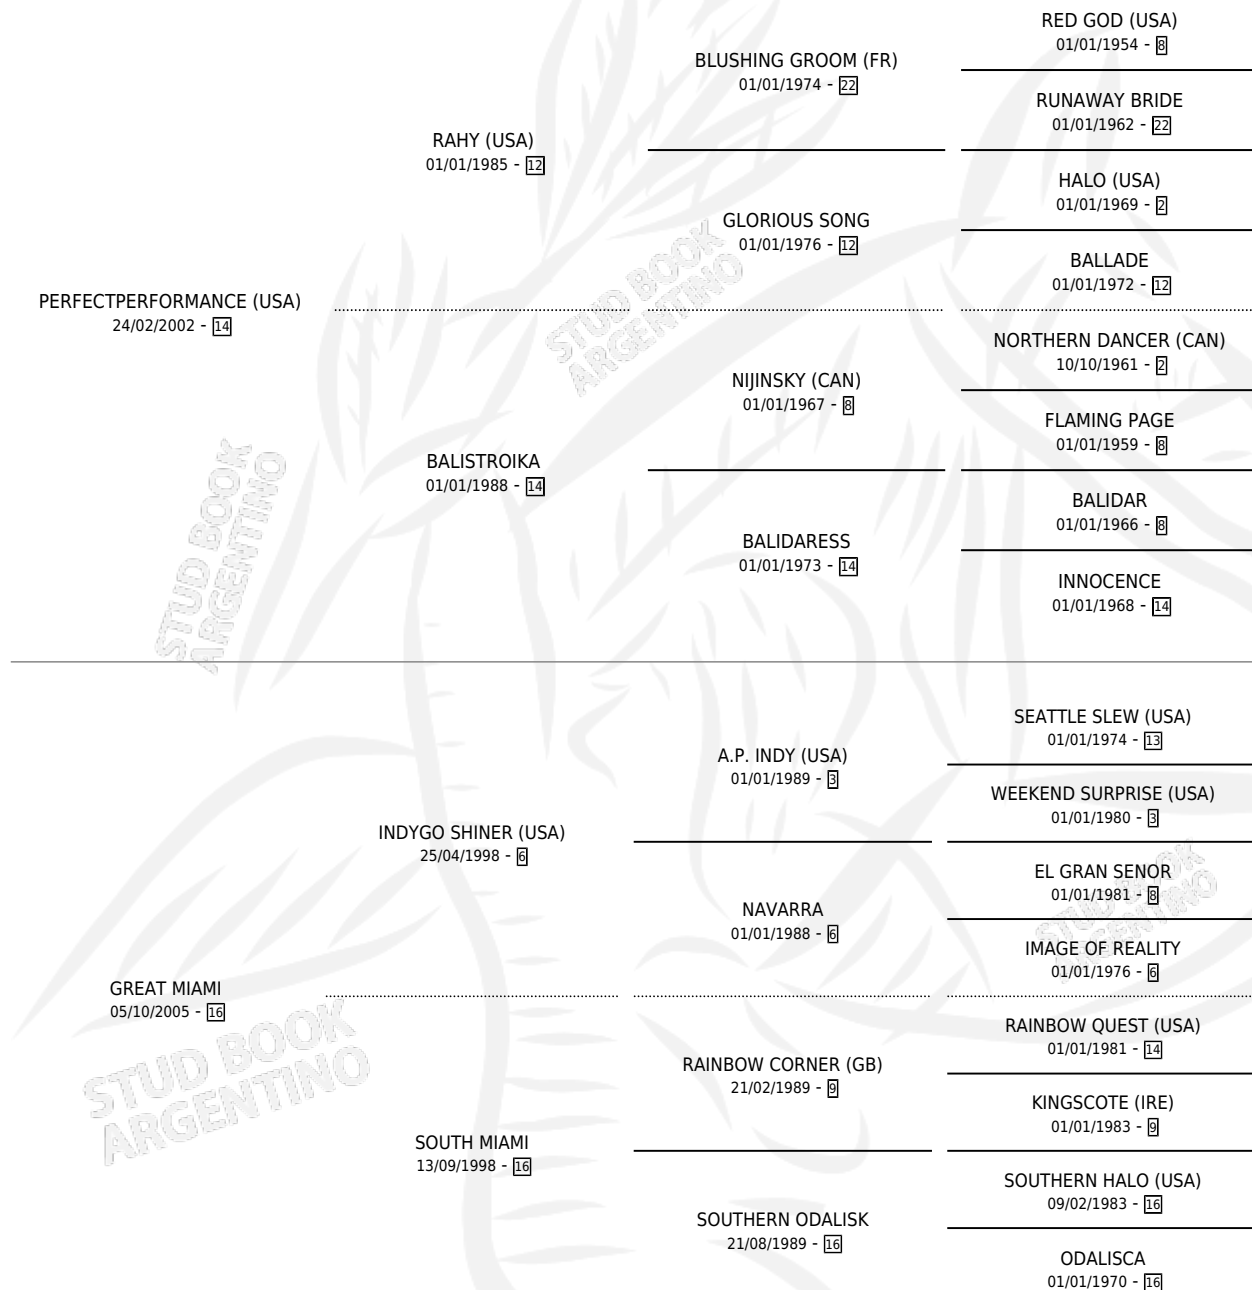 RED GOD (USA)
01/01/1954 - 8
BLUSHING GROOM (FR)
01/01/1974 - 22
RUNAWAY BRIDE
01/01/1962 - 22
RAHY (USA)
01/01/1985 - 12
HALO (USA)
01/01/1969 - 2
GLORIOUS SONG
01/01/1976 - 12
BALLADE
01/01/1972 - 12
PERFECTPERFORMANCE (USA)
24/02/2002 - 14
STUD BOOK
ARGENTINO
NORTHERN DANCER (CAN)
10/10/1961 - 2
NIJINSKY (CAN)
01/01/1967 - 8
FLAMING PAGE
01/01/1959 - 8
BALISTROIKA
01/01/1988 - 14
BALIDAR
01/01/1966 - 8
BALIDARESS
01/01/1973 - 14
INNOCENCE
01/01/1968 - 14
STUD BOOK
ARGENTINO
SEATTLE SLEW (USA)
01/01/1974 - 13
A.P. INDY (USA)
01/01/1989 - 3
WEEKEND SURPRISE (USA)
01/01/1980 - 3
INDYGO SHINER (USA)
25/04/1998 - 6
EL GRAN SENOR
01/01/1981 - 8
NAVARRA
01/01/1988 - 6
IMAGE OF REALITY
01/01/1976 - 6
STUD BOOK
ARGENTINO
GREAT MIAMI
05/10/2005 - 16
RAINBOW QUEST (USA)
01/01/1981 - 14
RAINBOW CORNER (GB)
21/02/1989 - 9
KINGSCOTE (IRE)
01/01/1983 - 9
STUD BOOK
ARGENTINO
SOUTH MIAMI
13/09/1998 - 16
SOUTHERN HALO (USA)
09/02/1983 - 16
SOUTHERN ODALISK
21/08/1989 - 16
ODALISCA
01/01/1970 - 16